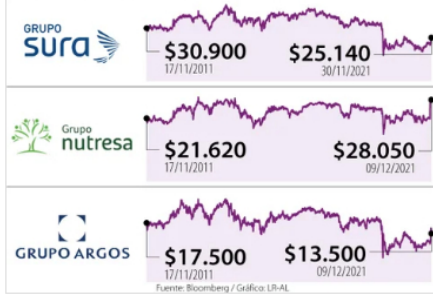 GRUPO
sura
$30.900
17/11/2011
$25.140
30/11/2021
Grupo
nutresa
$21.620
17/11/2011
$28.050
09/12/2021
GRUPO ARGOS
$17.500
17/11/2011
$13.500
09/12/2021
Fuente: Bloomberg / Gráfico: LR-AL